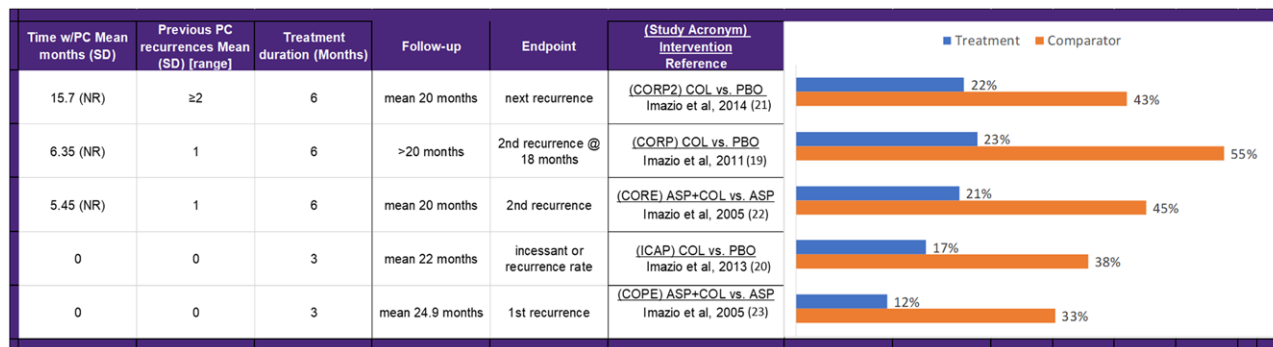 Time w/PC Mean
months (SD)
Previous PC
recurrences Mean
(SD) [range]
Treatment
duration (Months)
Follow-up
Endpoint
(Study Acronym)
Intervention
Reference
Treatment
Comparator
15.7 (NR)
≥2
6
mean 20 months
next recurrence
(CORP2) COL vs. PBO
Imazio et al, 2014 (21)
22%
43%
6.35 (NR)
1
6
>20 months
2nd recurrence @
18 months
(CORP) COL vs. PBO
Imazio et al, 2011 (19)
23%
55%
5.45 (NR)
1
6
mean 20 months
2nd recurrence
(CORE) ASP+COL vs. ASP
Imazio et al, 2005 (22)
21%
45%
0
0
3
mean 22 months
incessant or
recurrence rate
(ICAP) COL vs. PBO
Imazio et al, 2013 (20)
17%
38%
0
0
3
mean 24.9 months
1st recurrence
(COPE) ASP+COL vs. ASP
Imazio et al, 2005 (23)
12%
33%